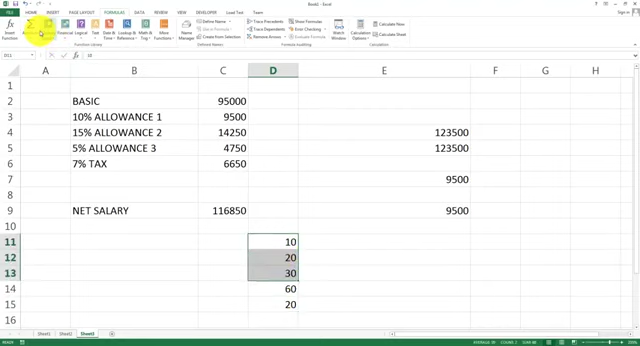 Book1 - Excel
Sign in
FILE HOME INSERT PAGE LAYOUT FORMULAS DATA REVIEW VIEW DEVELOPER Load Test Team
Insert Function
Financial
Logical
Text
Date & Time
Lookup & Reference
Math & Trig
More Functions
Function Library
Name Manager
Define Name
Create From Selection
Defined Names
Trace Precedents
Trace Dependents
Remove Arrows
Show Formulas
Error Checking
Formula Auditing
Watch Window
Calculation Options
Calculate Now
Calculate Sheet
Calculation
D11 fx 10
A B C D E F G H
1
2 BASIC 95000
3 10% ALLOWANCE 1 9500
4 15% ALLOWANCE 2 14250 123500
5 5% ALLOWANCE 3 4750 123500
6 7% TAX 6650
7 9500
8
9 NET SALARY 116850 9500
10
11 10
12 20
13 30
14 60
15 20
16
Sheet1 Sheet2 Sheet3